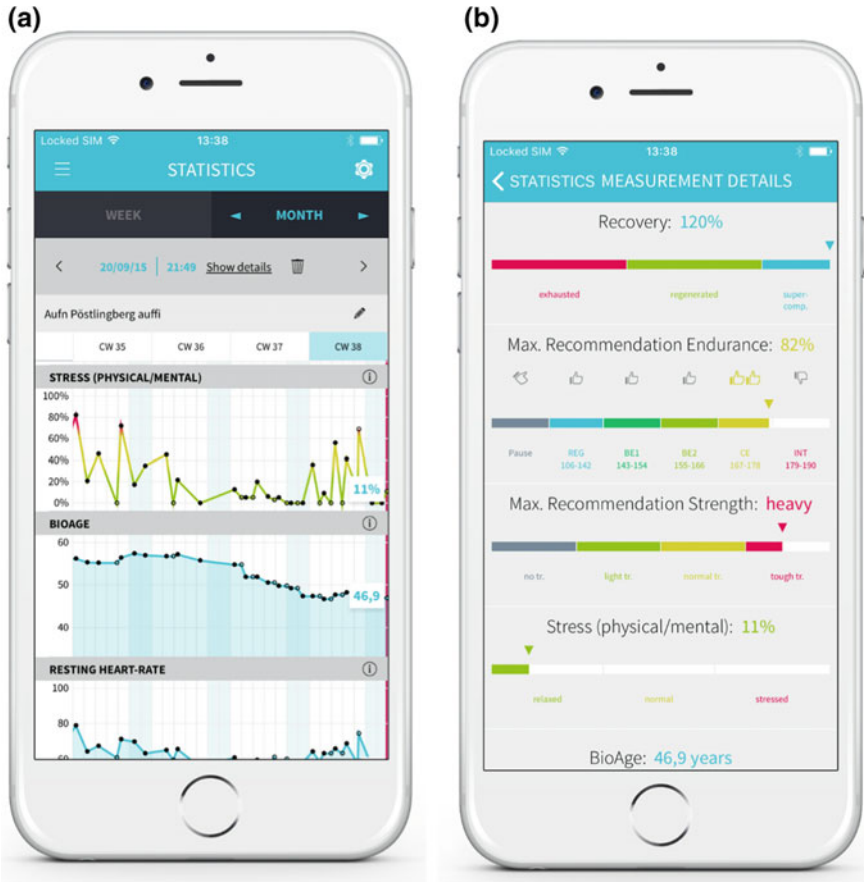 (a)
Locked SIM 13:38
STATISTICS
WEEK MONTH
20/09/15 21:49 Show details
Aufn Pöstlingberg auffi
CW 35 CW 36 CW 37 CW 38
STRESS (PHYSICAL/MENTAL)
100%
80%
60%
40%
20%
0%
11%
BIOAGE
60
50
40
46,9
RESTING HEART-RATE
100
80
60
(b)
Locked SIM 13:38
STATISTICS MEASUREMENT DETAILS
Recovery: 120%
exhausted regenerated super-
comp.
Max. Recommendation Endurance: 82%
Pause REG BE1 BE2 CE INT
106-142 143-154 155-166 167-178 179-190
Max. Recommendation Strength: heavy
no tr. light tr. normal tr. tough tr.
Stress (physical/mental): 11%
relaxed normal stressed
BioAge: 46,9 years